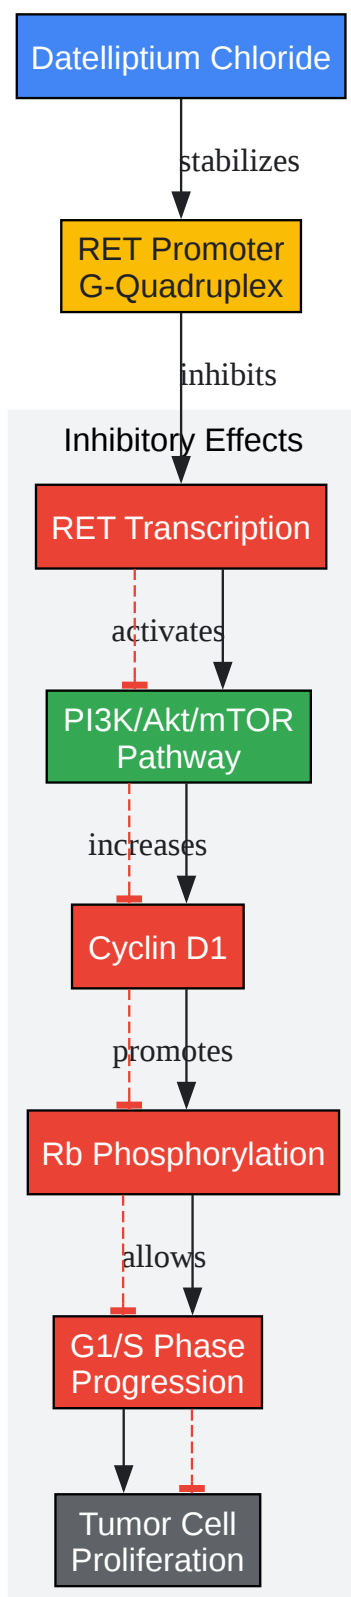 Datelliptium Chloride
stabilizes
RET Promoter
G-Quadruplex
inhibits
Inhibitory Effects
RET Transcription
activates
PI3K/Akt/mTOR
Pathway
increases
Cyclin D1
promotes
Rb Phosphorylation
allows
G1/S Phase
Progression
Tumor Cell
Proliferation